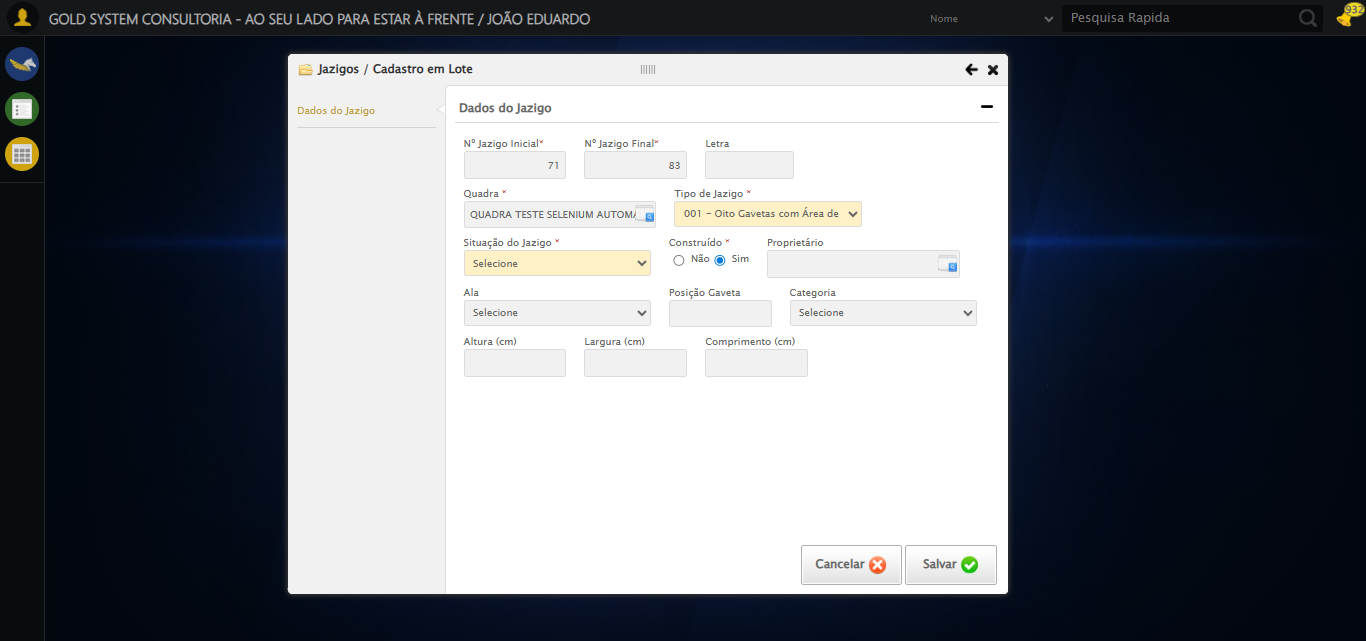 GOLD SYSTEM CONSULTORIA - AO SEU LADO PARA ESTAR À FRENTE / JOÃO EDUARDO
Nome
Pesquisa Rapida
932
Jazigos / Cadastro em Lote
Dados do Jazigo
Dados do Jazigo
Nº Jazigo Inicial* Nº Jazigo Final* Letra
71 83
Quadra * Tipo de Jazigo *
QUADRA TESTE SELENIUM AUTOMA 001 - Oito Gavetas com Área de
Situação do Jazigo * Construído * Proprietário
Selecione Não Sim
Ala Posição Gaveta Categoria
Selecione Selecione
Altura (cm) Largura (cm) Comprimento (cm)
Cancelar Salvar